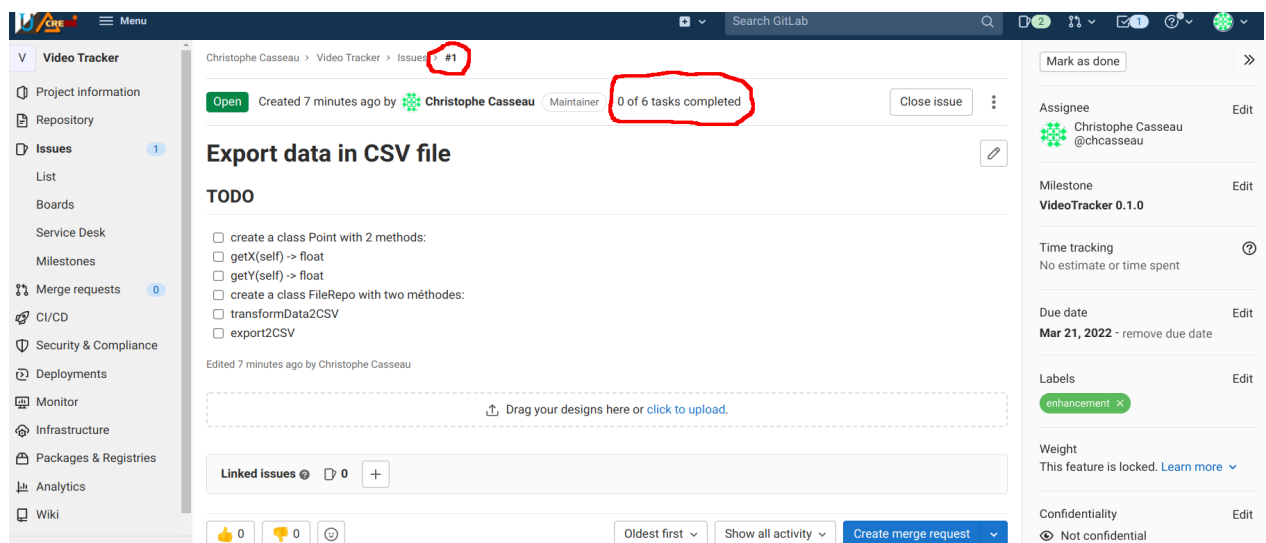 CRE
Menu
Search GitLab
2
1
V Video Tracker
Project information
Repository
Issues 1
List
Boards
Service Desk
Milestones
Merge requests 0
CI/CD
Security & Compliance
Deployments
Monitor
Infrastructure
Packages & Registries
Analytics
Wiki
Christophe Casseau > Video Tracker > Issues > #1
Open Created 7 minutes ago by Christophe Casseau Maintainer 0 of 6 tasks completed Close issue
Export data in CSV file
TODO
create a class Point with 2 methods:
getX(self) -> float
getY(self) -> float
create a class FileRepo with two méthodes:
transformData2CSV
export2CSV
Edited 7 minutes ago by Christophe Casseau
Drag your designs here or click to upload.
Linked issues ? 0 +
0 0 Oldest first Show all activity Create merge request
Mark as done »
Assignee Edit
Christophe Casseau
@chcasseau
Milestone Edit
VideoTracker 0.1.0
Time tracking ?
No estimate or time spent
Due date Edit
Mar 21, 2022 - remove due date
Labels Edit
enhancement ×
Weight
This feature is locked. Learn more
Confidentiality Edit
Not confidential